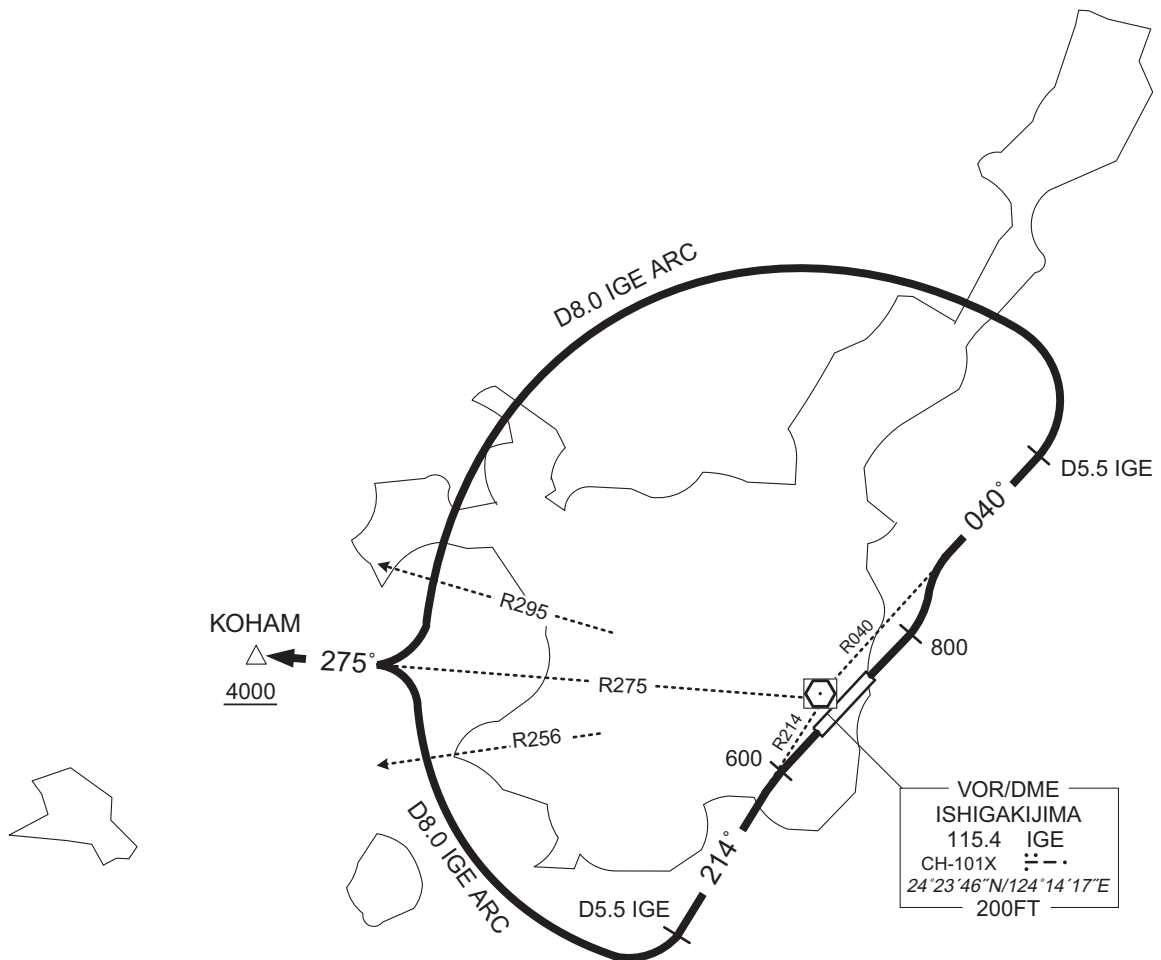 D8.0 IGE ARC
D5.5 IGE
040°
R295
KOHAM
275°
4000
R275
R040
800
R256
R214
600
D8.0 IGE ARC
214°
D5.5 IGE
VOR/DME
ISHIGAKIJIMA
115.4 IGE
CH-101X
24°23´46˝N/124°14´17˝E
200FT